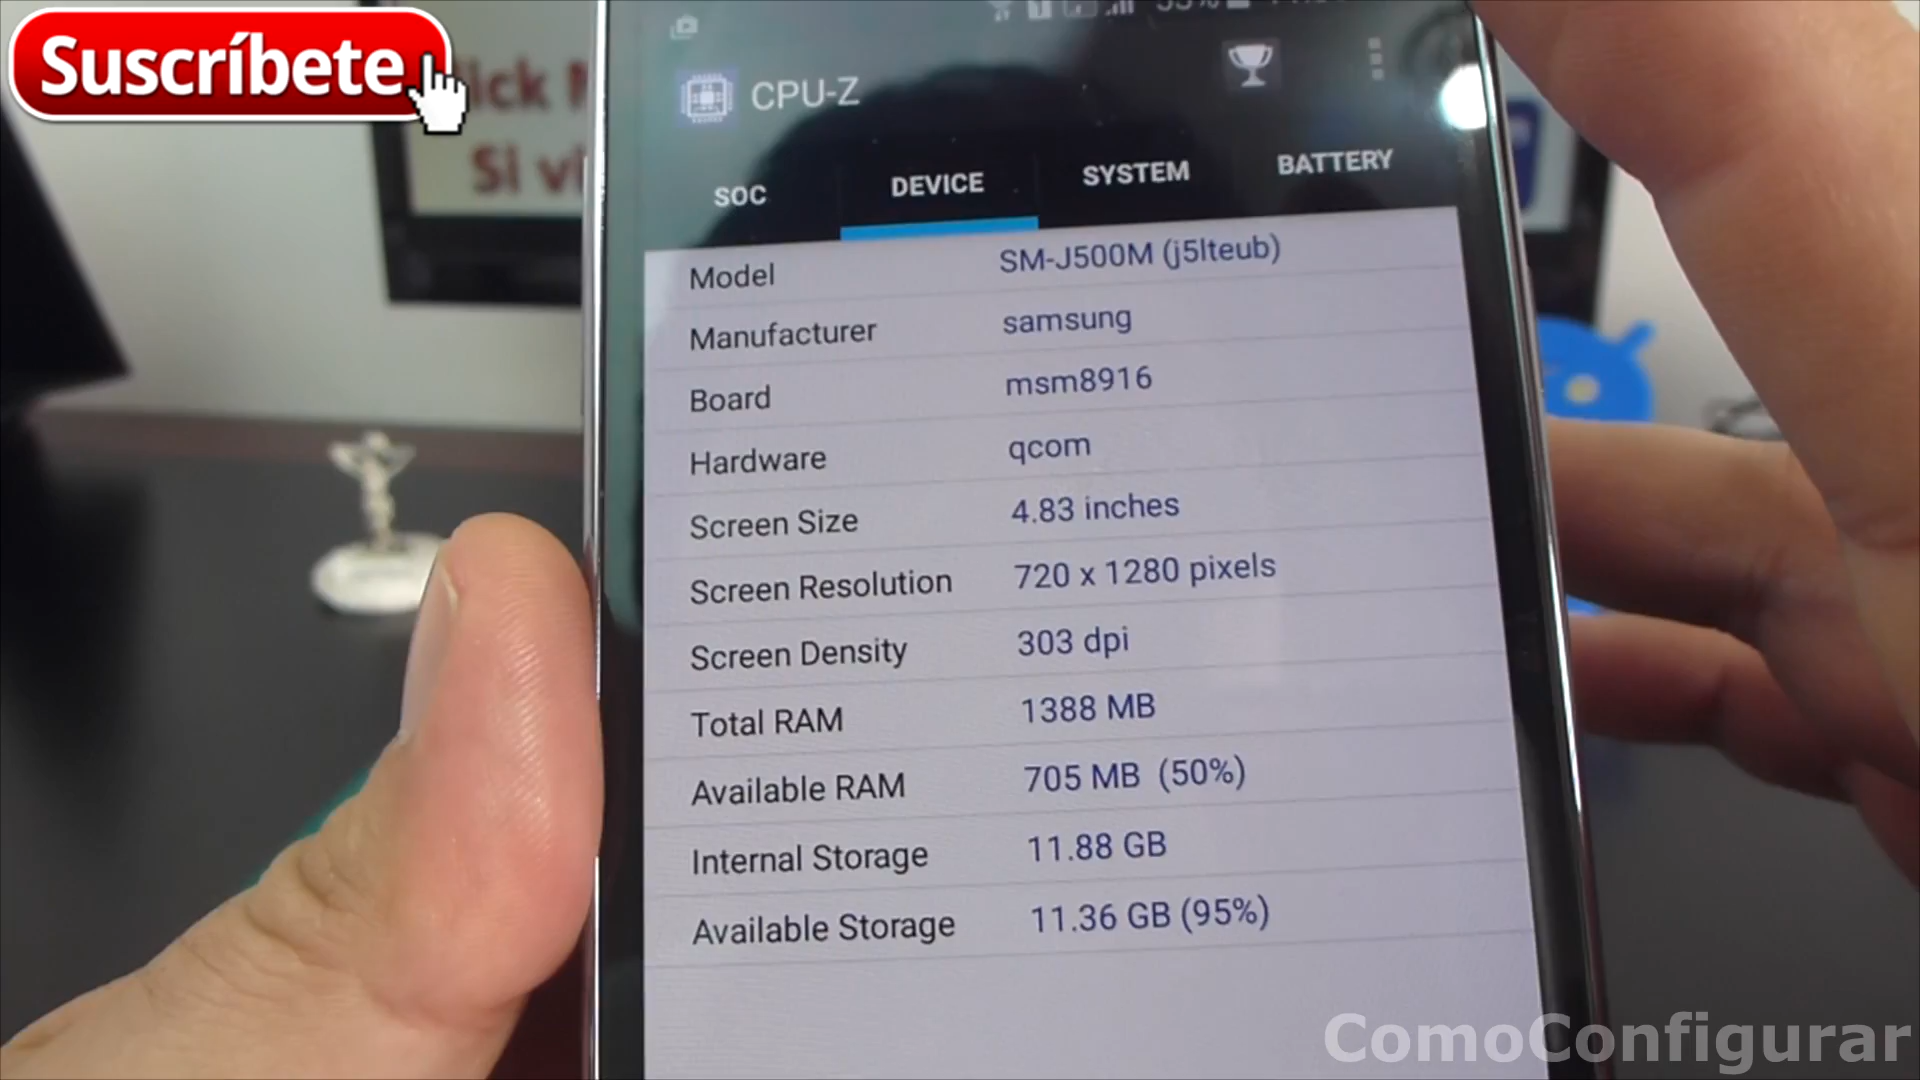 Suscríbete
Si vi
CPU-Z
SOC DEVICE SYSTEM BATTERY
Model SM-J500M (j5lteub)
Manufacturer samsung
Board msm8916
Hardware qcom
Screen Size 4.83 inches
Screen Resolution 720 x 1280 pixels
Screen Density 303 dpi
Total RAM 1388 MB
Available RAM 705 MB (50%)
Internal Storage 11.88 GB
Available Storage 11.36 GB (95%)
ComoConfigurar